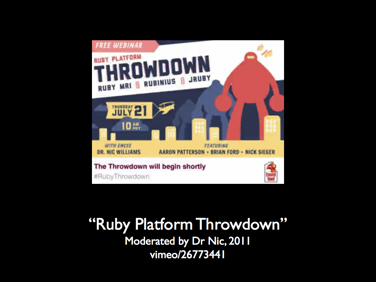 FREE WEBINAR
RUBY PLATFORM
THROWDOWN
RUBY MRI RUBINIUS JRUBY
THURSDAY
JULY 21
10 AM
WITH EMCEE
DR. NIC WILLIAMS
FEATURING
AARON PATTERSON • BRIAN FORD • NICK SIEGER
The Throwdown will begin shortly
#RubyThrowdown
“Ruby Platform Throwdown”
Moderated by Dr Nic, 2011
vimeo/26773441